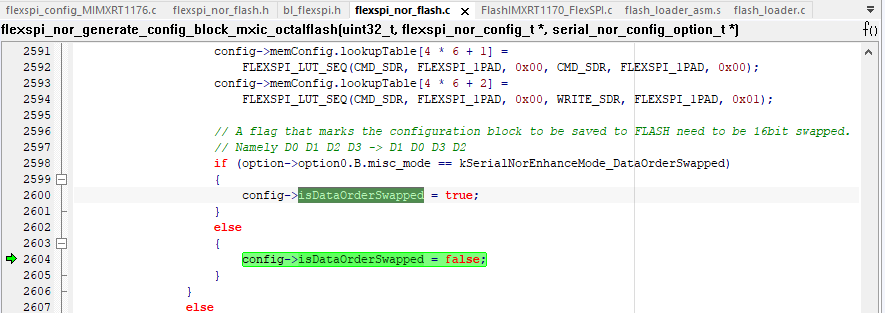 flexspi_config_MIMXRT1176.c flexspi_nor_flash.h bl_flexspi.h flexspi_nor_flash.c x FlashIMXRT1170_FlexSPI.c flash_loader_asm.s flash_loader.c
flexspi_nor_generate_config_block_mxic_octalflash(uint32_t, flexspi_nor_config_t *, serial_nor_config_option_t *) f()
2591 config->memConfig.lookupTable[4 * 6 + 1] =
2592 FLEXSPI_LUT_SEQ(CMD_SDR, FLEXSPI_1PAD, 0x00, CMD_SDR, FLEXSPI_1PAD, 0x00);
2593 config->memConfig.lookupTable[4 * 6 + 2] =
2594 FLEXSPI_LUT_SEQ(CMD_SDR, FLEXSPI_1PAD, 0x00, WRITE_SDR, FLEXSPI_1PAD, 0x01);
2595
2596 // A flag that marks the configuration block to be saved to FLASH need to be 16bit swapped.
2597 // Namely D0 D1 D2 D3 -> D1 D0 D3 D2
2598 if (option->option0.B.misc_mode == kSerialNorEnhanceMode_DataOrderSwapped)
2599 {
2600 config->isDataOrderSwapped = true;
2601 }
2602 else
2603 {
2604 config->isDataOrderSwapped = false;
2605 }
2606 }
2607 else